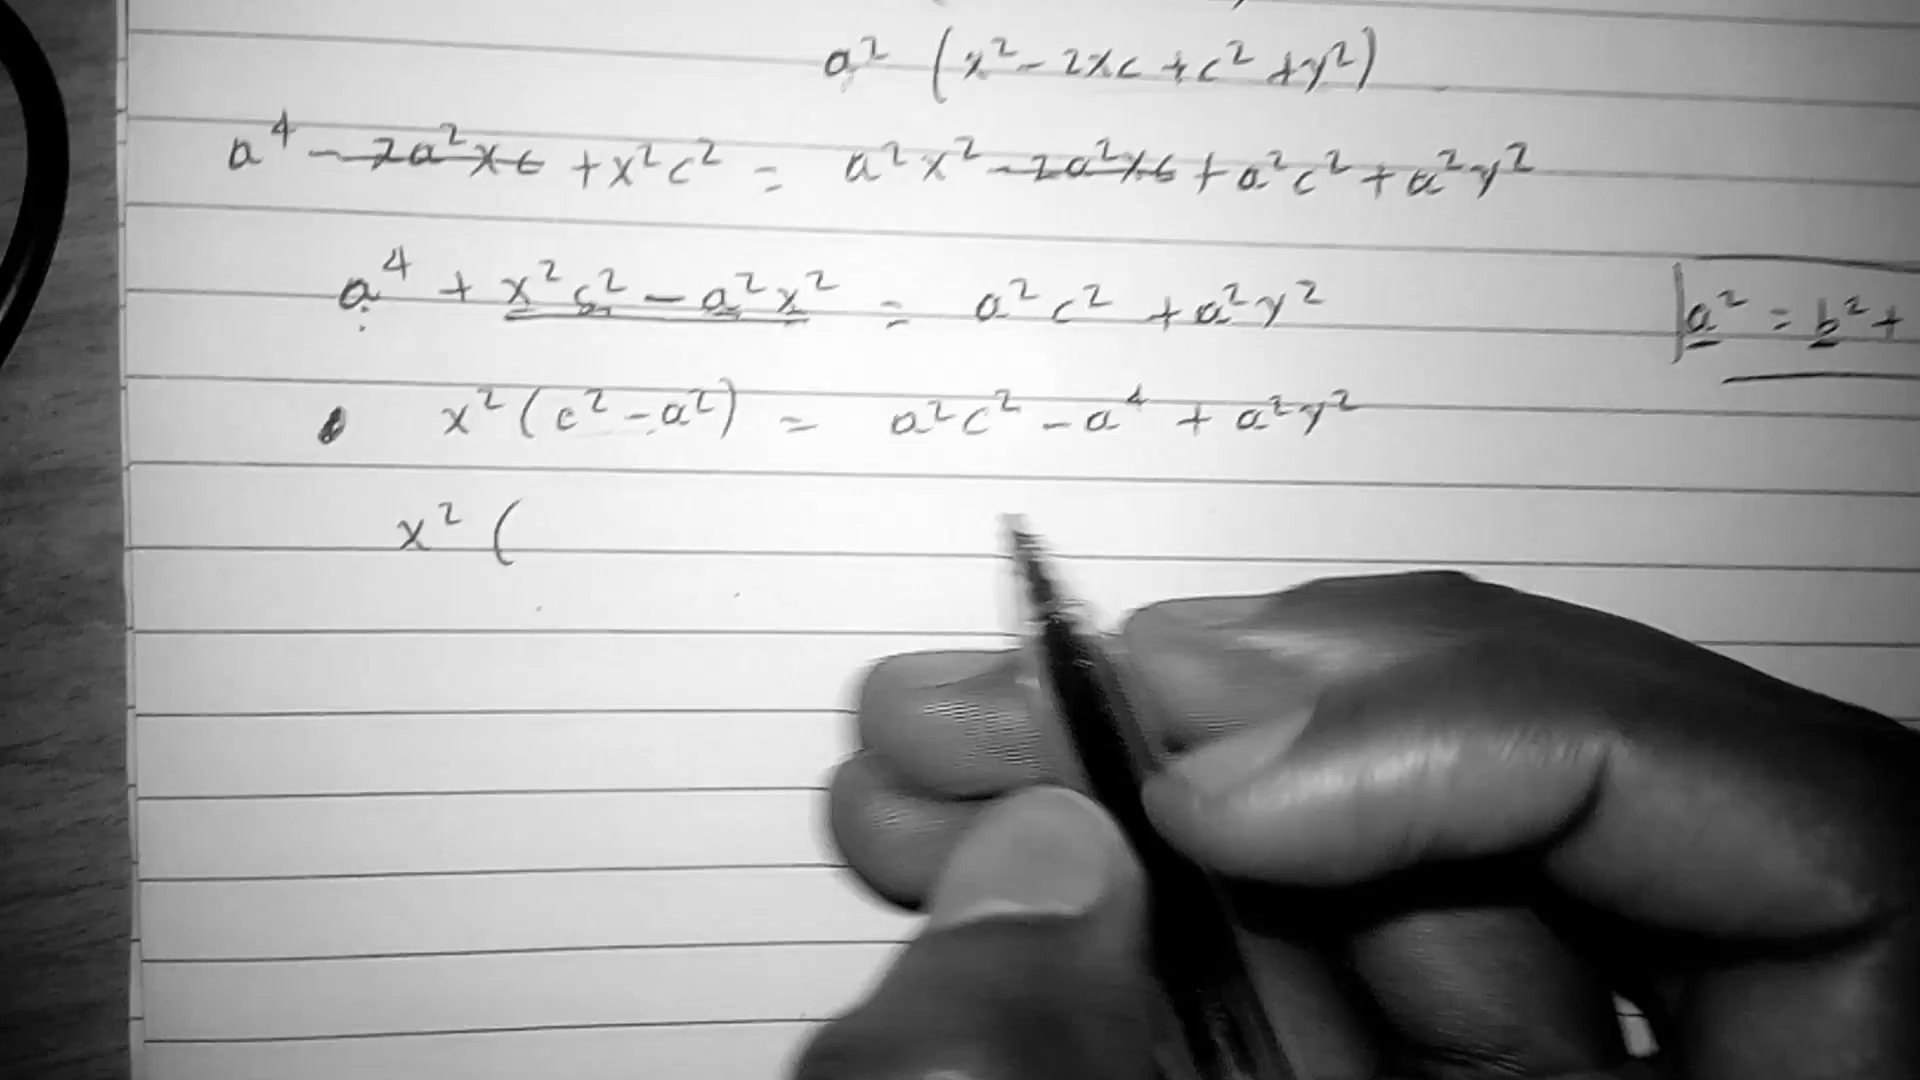 a² (x² - 2xc + c² + y²)
a⁴ - 2a²xc + x²c² = a²x² - 2a²xc + a²c² + a²y²
a⁴ + x²c² - a²x² = a²c² + a²y²
a² = b² +
x² (c² - a²) = a²c² - a⁴ + a²y²
x² (